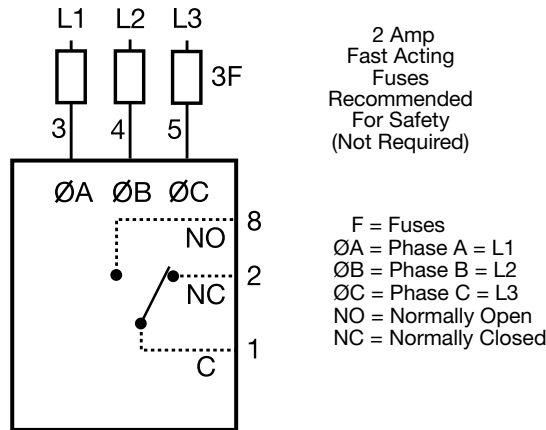 L1 L2 L3
3F
3 4 5
ØA ØB ØC
8
NO
2
NC
1
C
2 Amp
Fast Acting
Fuses
Recommended
For Safety
(Not Required)
F = Fuses
ØA = Phase A = L1
ØB = Phase B = L2
ØC = Phase C = L3
NO = Normally Open
NC = Normally Closed